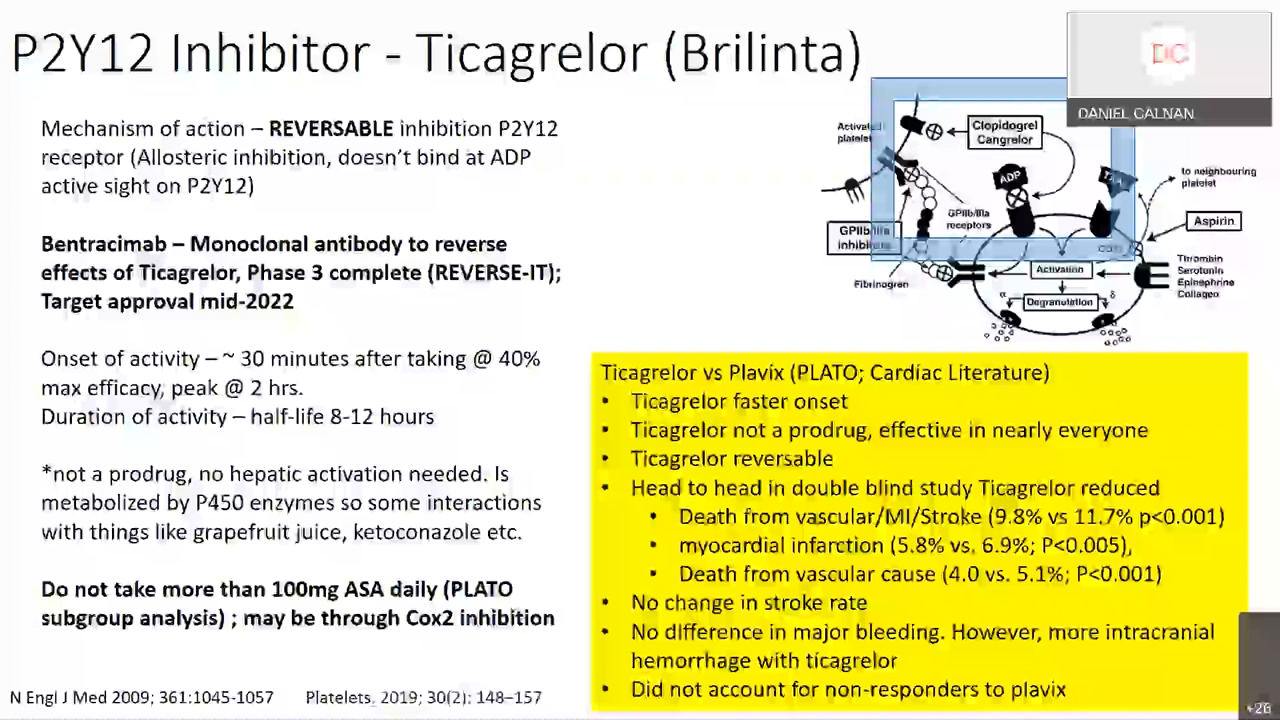 P2Y12 Inhibitor - Ticagrelor (Brilinta)
DC
DANIEL CALNAN
Mechanism of action – REVERSABLE inhibition P2Y12
receptor (Allosteric inhibition, doesn't bind at ADP
active sight on P2Y12)
Bentracimab – Monoclonal antibody to reverse
effects of Ticagrelor, Phase 3 complete (REVERSE-IT);
Target approval mid-2022
Onset of activity – ~ 30 minutes after taking @ 40%
max efficacy, peak @ 2 hrs.
Duration of activity – half-life 8-12 hours
*not a prodrug, no hepatic activation needed. Is
metabolized by P450 enzymes so some interactions
with things like grapefruit juice, ketoconazole etc.
Do not take more than 100mg ASA daily (PLATO
subgroup analysis) ; may be through Cox2 inhibition
N Engl J Med 2009; 361:1045-1057 Platelets. 2019; 30(2): 148–157
Activated
platelet
Clopidogrel
Cangrelor
ADP
to neighbouring
platelet
GPIIb/IIIa
receptors
Aspirin
GPIIb/IIIa
inhibitors
Activation
Thrombin
Serotonin
Epinephrine
Collagen
Fibrinogen
α
Degranulation
δ
Ticagrelor vs Plavix (PLATO; Cardiac Literature)
• Ticagrelor faster onset
• Ticagrelor not a prodrug, effective in nearly everyone
• Ticagrelor reversable
• Head to head in double blind study Ticagrelor reduced
• Death from vascular/MI/Stroke (9.8% vs 11.7% p<0.001)
• myocardial infarction (5.8% vs. 6.9%; P<0.005),
• Death from vascular cause (4.0 vs. 5.1%; P<0.001)
• No change in stroke rate
• No difference in major bleeding. However, more intracranial
hemorrhage with ticagrelor
• Did not account for non-responders to plavix
+26